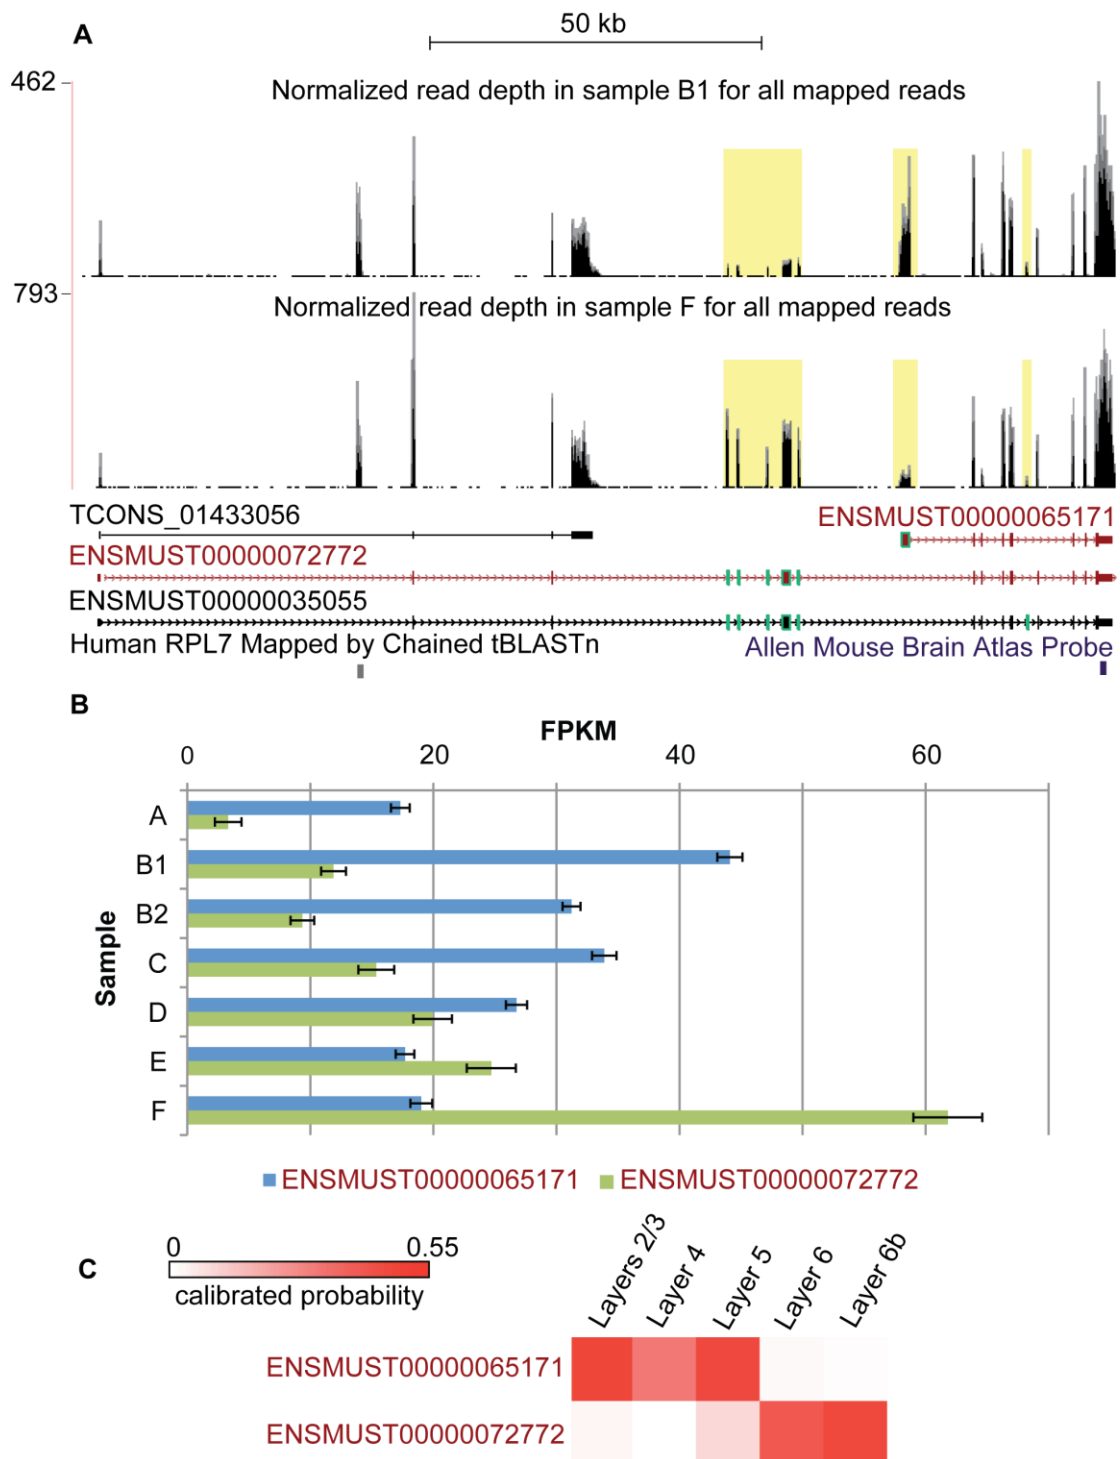 A
50 kb
462
Normalized read depth in sample B1 for all mapped reads
793
Normalized read depth in sample F for all mapped reads
TCONS_01433056
ENSMUST00000065171
ENSMUST00000072772
ENSMUST00000035055
Human RPL7 Mapped by Chained tBLASTn
Allen Mouse Brain Atlas Probe
B
FPKM
0 20 40 60
Sample
A
B1
B2
C
D
E
F
ENSMUST00000065171 ENSMUST00000072772
C
0 0.55
calibrated probability
Layers 2/3
Layer 4
Layer 5
Layer 6
Layer 6b
ENSMUST00000065171
ENSMUST00000072772